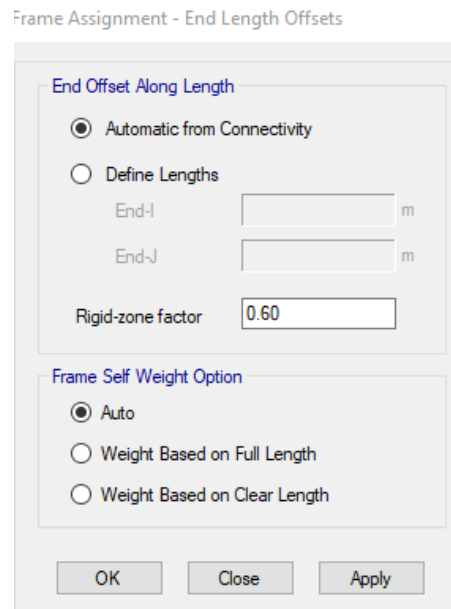 Frame Assignment - End Length Offsets
End Offset Along Length
Automatic from Connectivity
Define Lengths
End-I m
End-J m
Rigid-zone factor 0.60
Frame Self Weight Option
Auto
Weight Based on Full Length
Weight Based on Clear Length
OK Close Apply